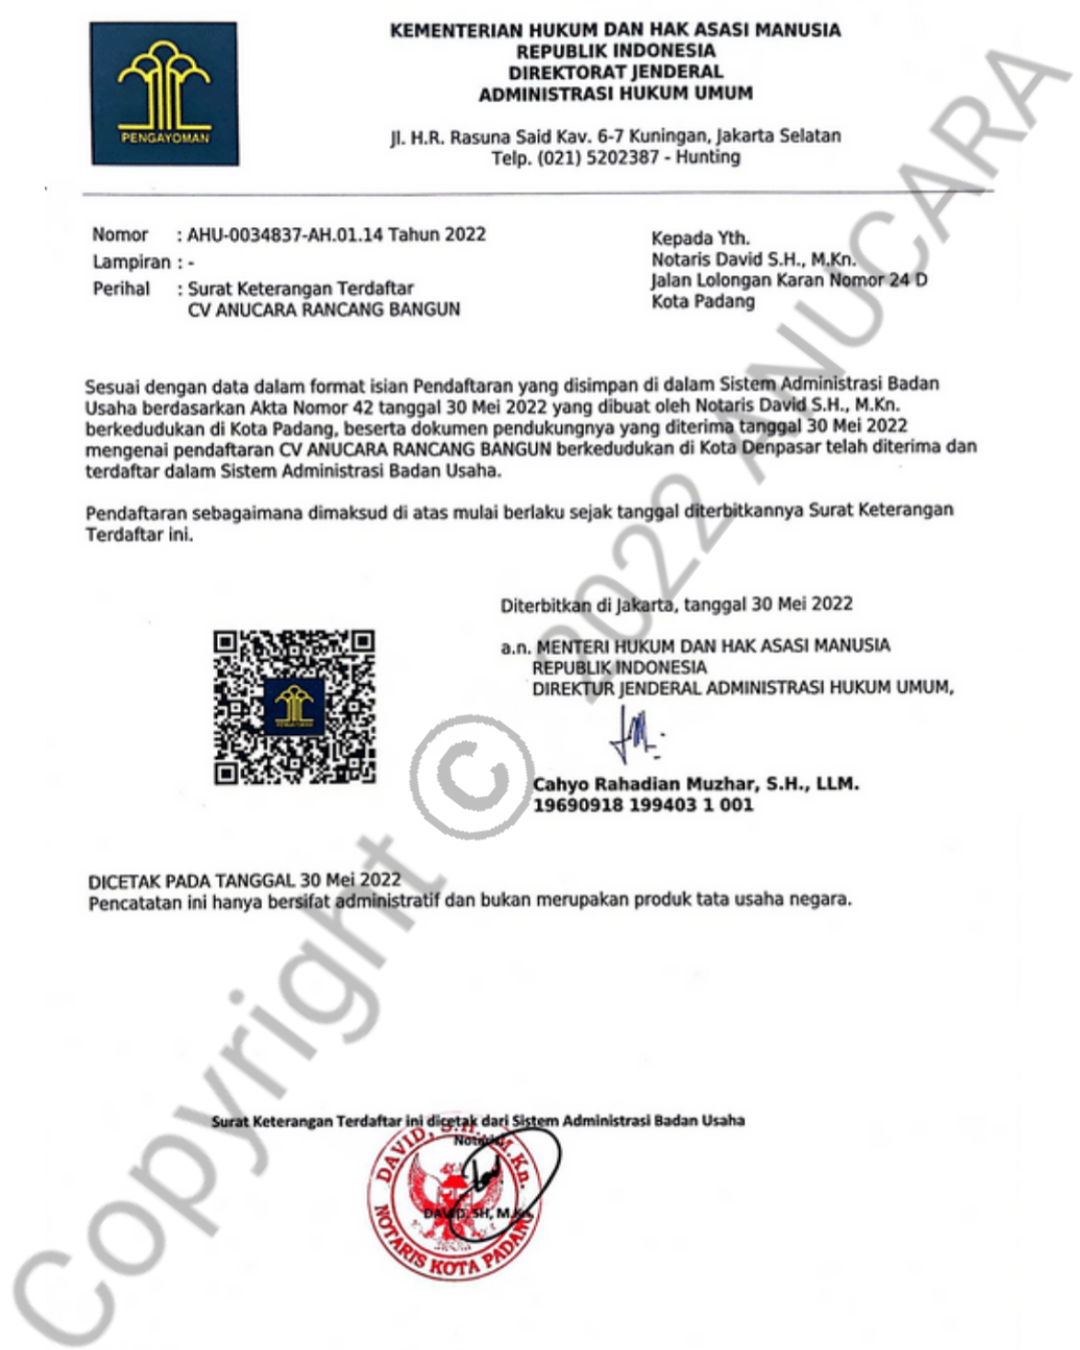 PENGAYOMAN
KEMENTERIAN HUKUM DAN HAK ASASI MANUSIA
REPUBLIK INDONESIA
DIREKTORAT JENDERAL
ADMINISTRASI HUKUM UMUM
Jl. H.R. Rasuna Said Kav. 6-7 Kuningan, Jakarta Selatan
Telp. (021) 5202387 - Hunting
Nomor : AHU-0034837-AH.01.14 Tahun 2022
Lampiran : -
Perihal : Surat Keterangan Terdaftar
CV ANUCARA RANCANG BANGUN
Kepada Yth.
Notaris David S.H., M.Kn.
Jalan Lolongan Karan Nomor 24 D
Kota Padang
Sesuai dengan data dalam format isian Pendaftaran yang disimpan di dalam Sistem Administrasi Badan
Usaha berdasarkan Akta Nomor 42 tanggal 30 Mei 2022 yang dibuat oleh Notaris David S.H., M.Kn.
berkedudukan di Kota Padang, beserta dokumen pendukungnya yang diterima tanggal 30 Mei 2022
mengenai pendaftaran CV ANUCARA RANCANG BANGUN berkedudukan di Kota Denpasar telah diterima dan
terdaftar dalam Sistem Administrasi Badan Usaha.
Pendaftaran sebagaimana dimaksud di atas mulai berlaku sejak tanggal diterbitkannya Surat Keterangan
Terdaftar ini.
Diterbitkan di Jakarta, tanggal 30 Mei 2022
a.n. MENTERI HUKUM DAN HAK ASASI MANUSIA
REPUBLIK INDONESIA
DIREKTUR JENDERAL ADMINISTRASI HUKUM UMUM,
Cahyo Rahadian Muzhar, S.H., LLM.
19690918 199403 1 001
DICETAK PADA TANGGAL 30 Mei 2022
Pencatatan ini hanya bersifat administratif dan bukan merupakan produk tata usaha negara.
Surat Keterangan Terdaftar ini dicetak dari Sistem Administrasi Badan Usaha
Notaris
DAVID, S.H., M.Kn.
DAVID, SH, M.Kn
NOTARIS KOTA PADANG
Copyright © 2022 ANUCARA